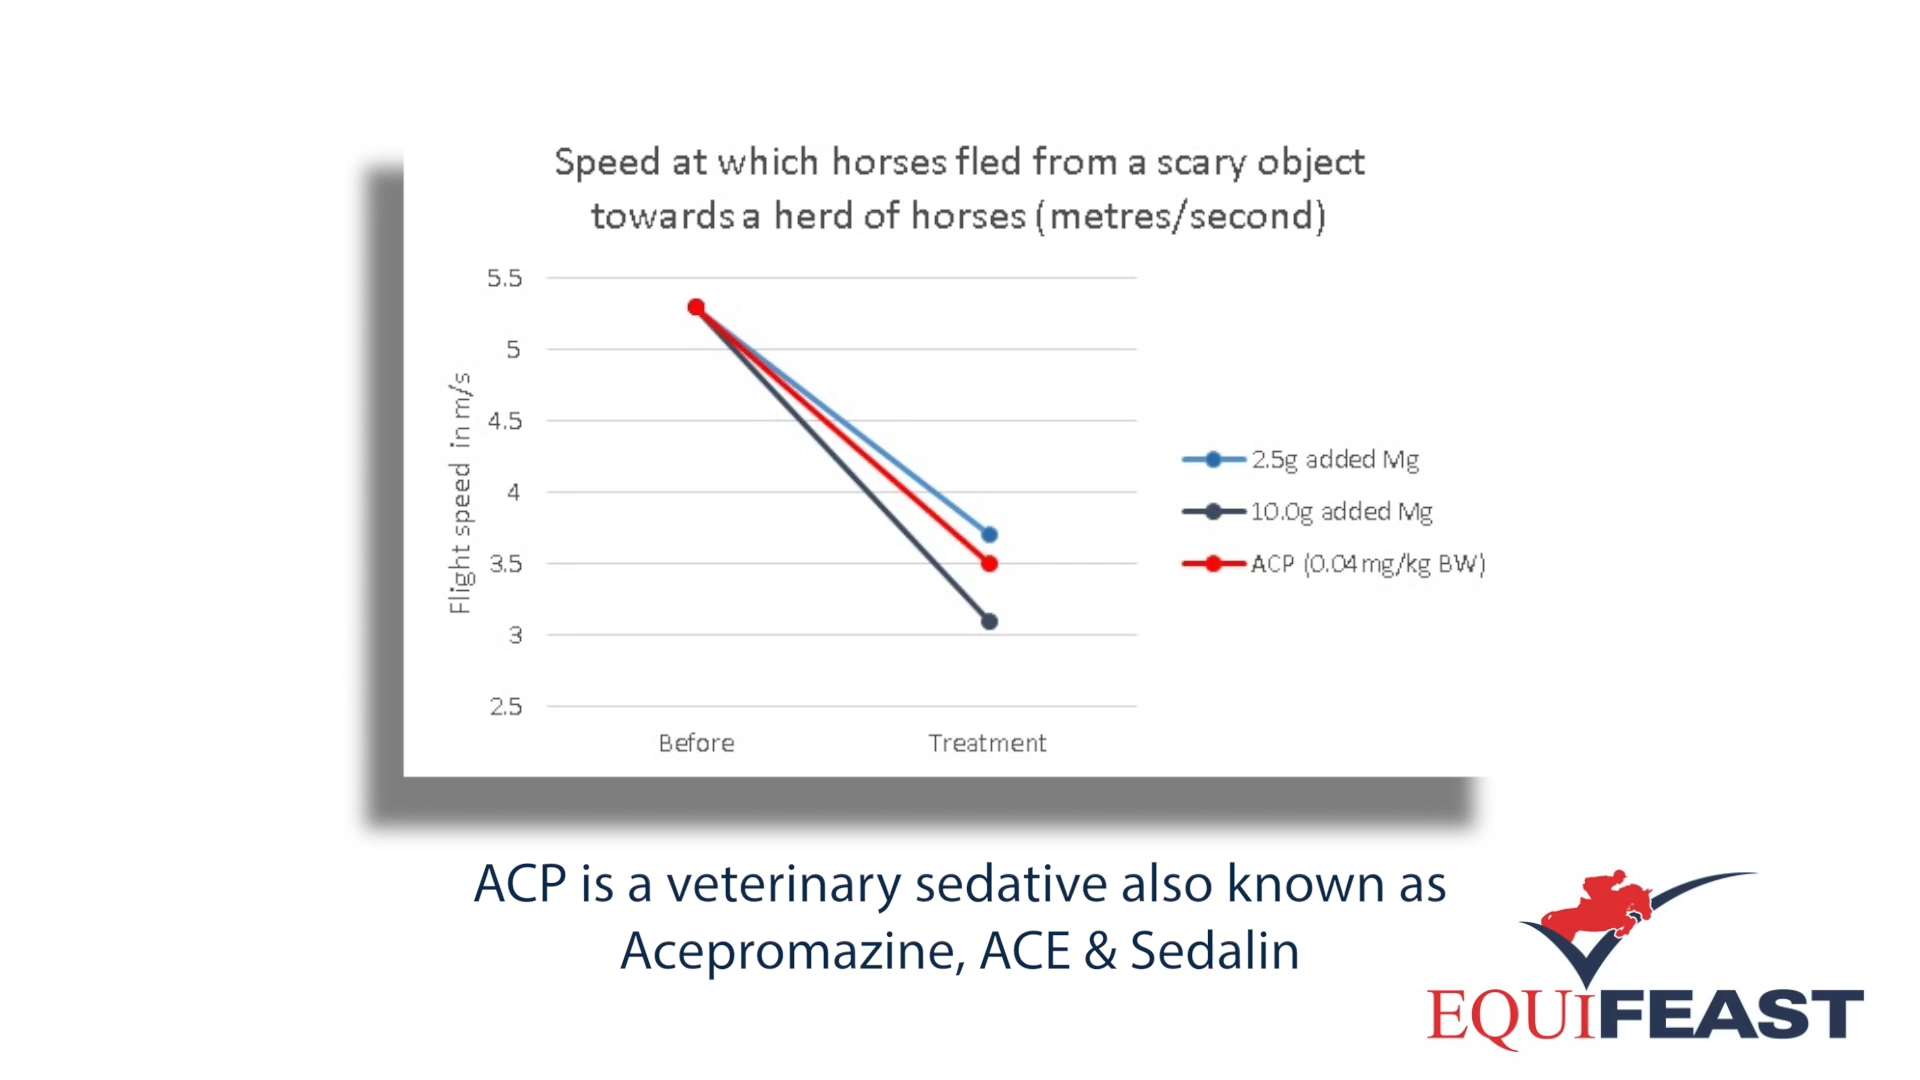 Speed at which horses fled from a scary object
towards a herd of horses (metres/second)
5.5
5
4.5
4
3.5
3
2.5
Flight speed in m/s
Before
Treatment
2.5g added Mg
10.0g added Mg
ACP (0.04mg/kg BW)
ACP is a veterinary sedative also known as
Acepromazine, ACE & Sedalin
EQUIFEAST